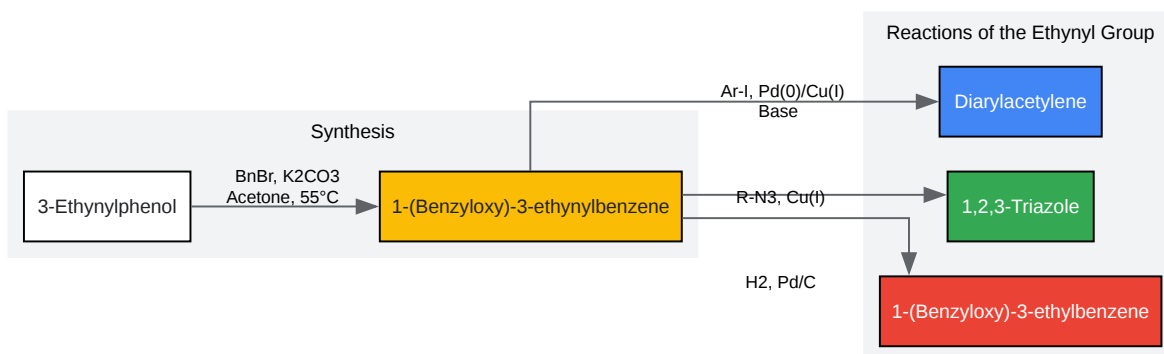 Reactions of the Ethynyl Group
Ar-I, Pd(0)/Cu(I)
Base
Diarylacetylene
Synthesis
3-Ethynylphenol
BnBr, K2CO3
Acetone, 55°C
1-(Benzyloxy)-3-ethynylbenzene
R-N3, Cu(I)
1,2,3-Triazole
H2, Pd/C
1-(Benzyloxy)-3-ethylbenzene